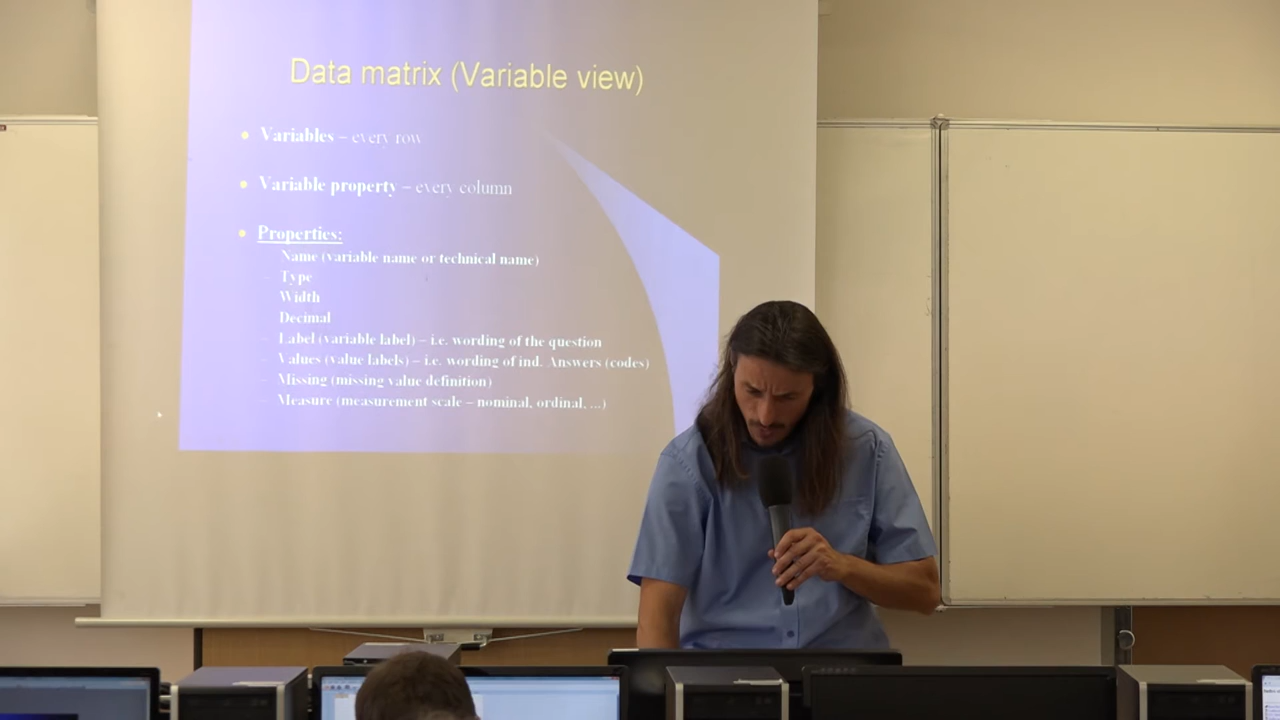 Data matrix (Variable view)
Variables – every row
Variable property – every column
Properties:
Name (variable name or technical name)
Type
Width
Decimal
– Label (variable label) – i.e. wording of the question
– Values (value labels) – i.e. wording of ind. Answers (codes)
– Missing (missing value definition)
– Measure (measurement scale – nominal, ordinal, ...)